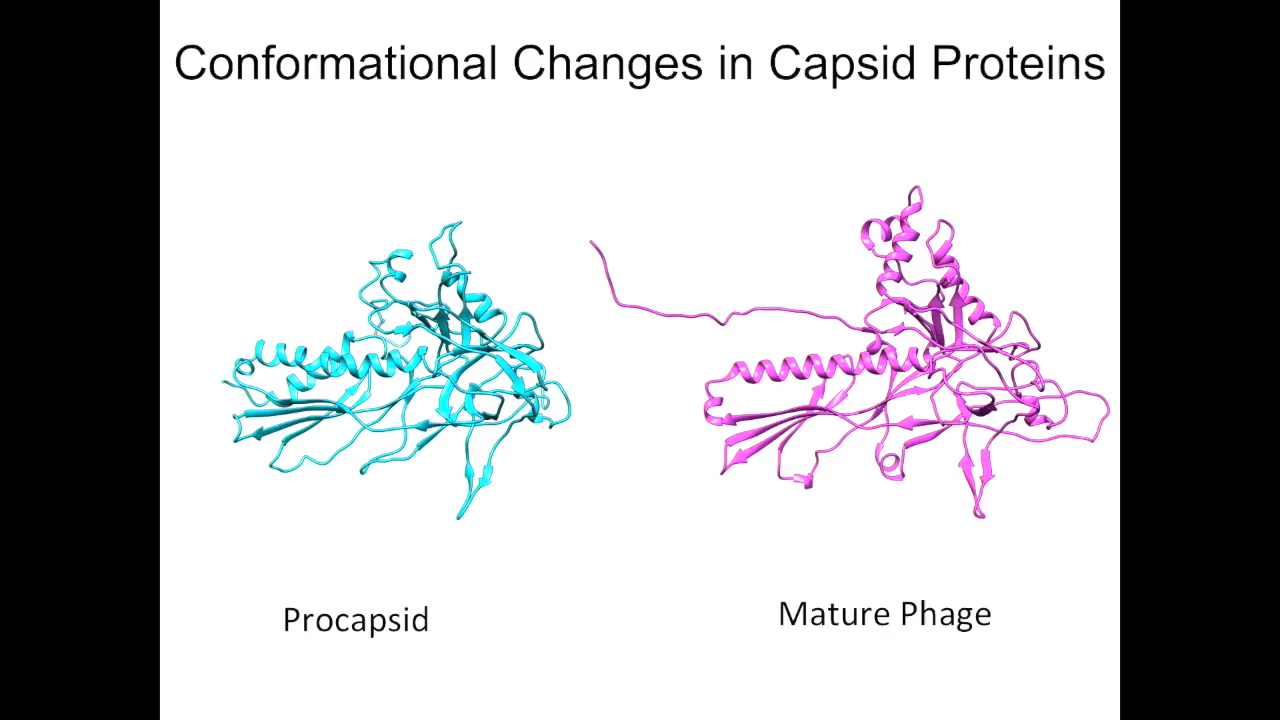 Conformational Changes in Capsid Proteins
Procapsid
Mature Phage